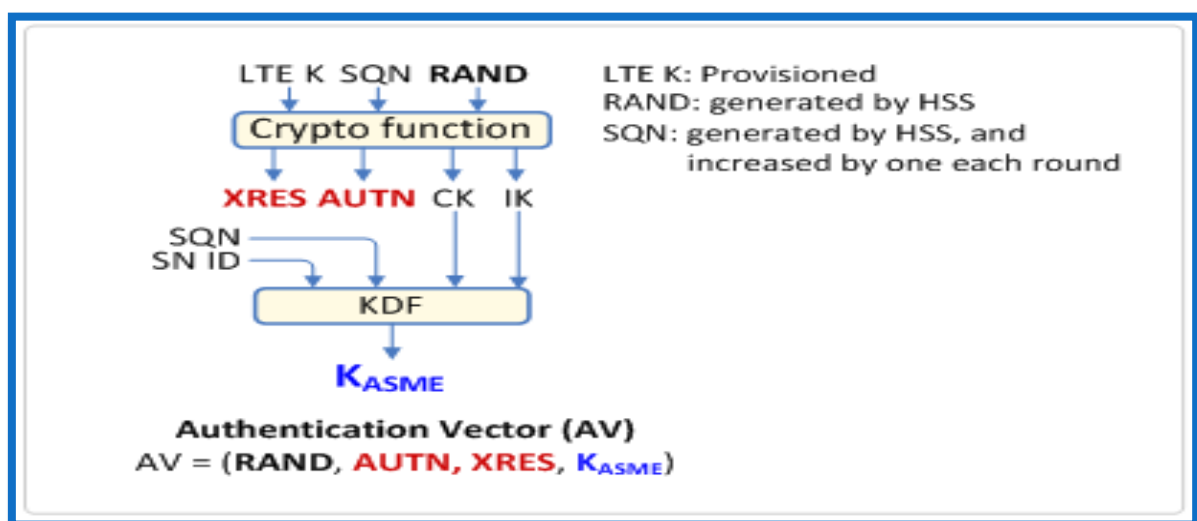 LTE K SQN RAND
Crypto function
XRES AUTN CK IK
SQN
SN ID
KDF
KASME
Authentication Vector (AV)
AV = (RAND, AUTN, XRES, KASME)
LTE K: Provisioned
RAND: generated by HSS
SQN: generated by HSS, and
increased by one each round